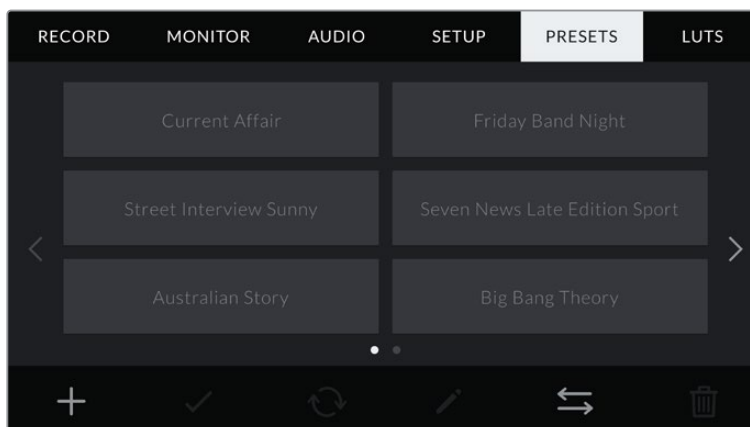 RECORD MONITOR AUDIO SETUP PRESETS LUTS
Current Affair Friday Band Night
Street Interview Sunny Seven News Late Edition Sport
Australian Story Big Bang Theory